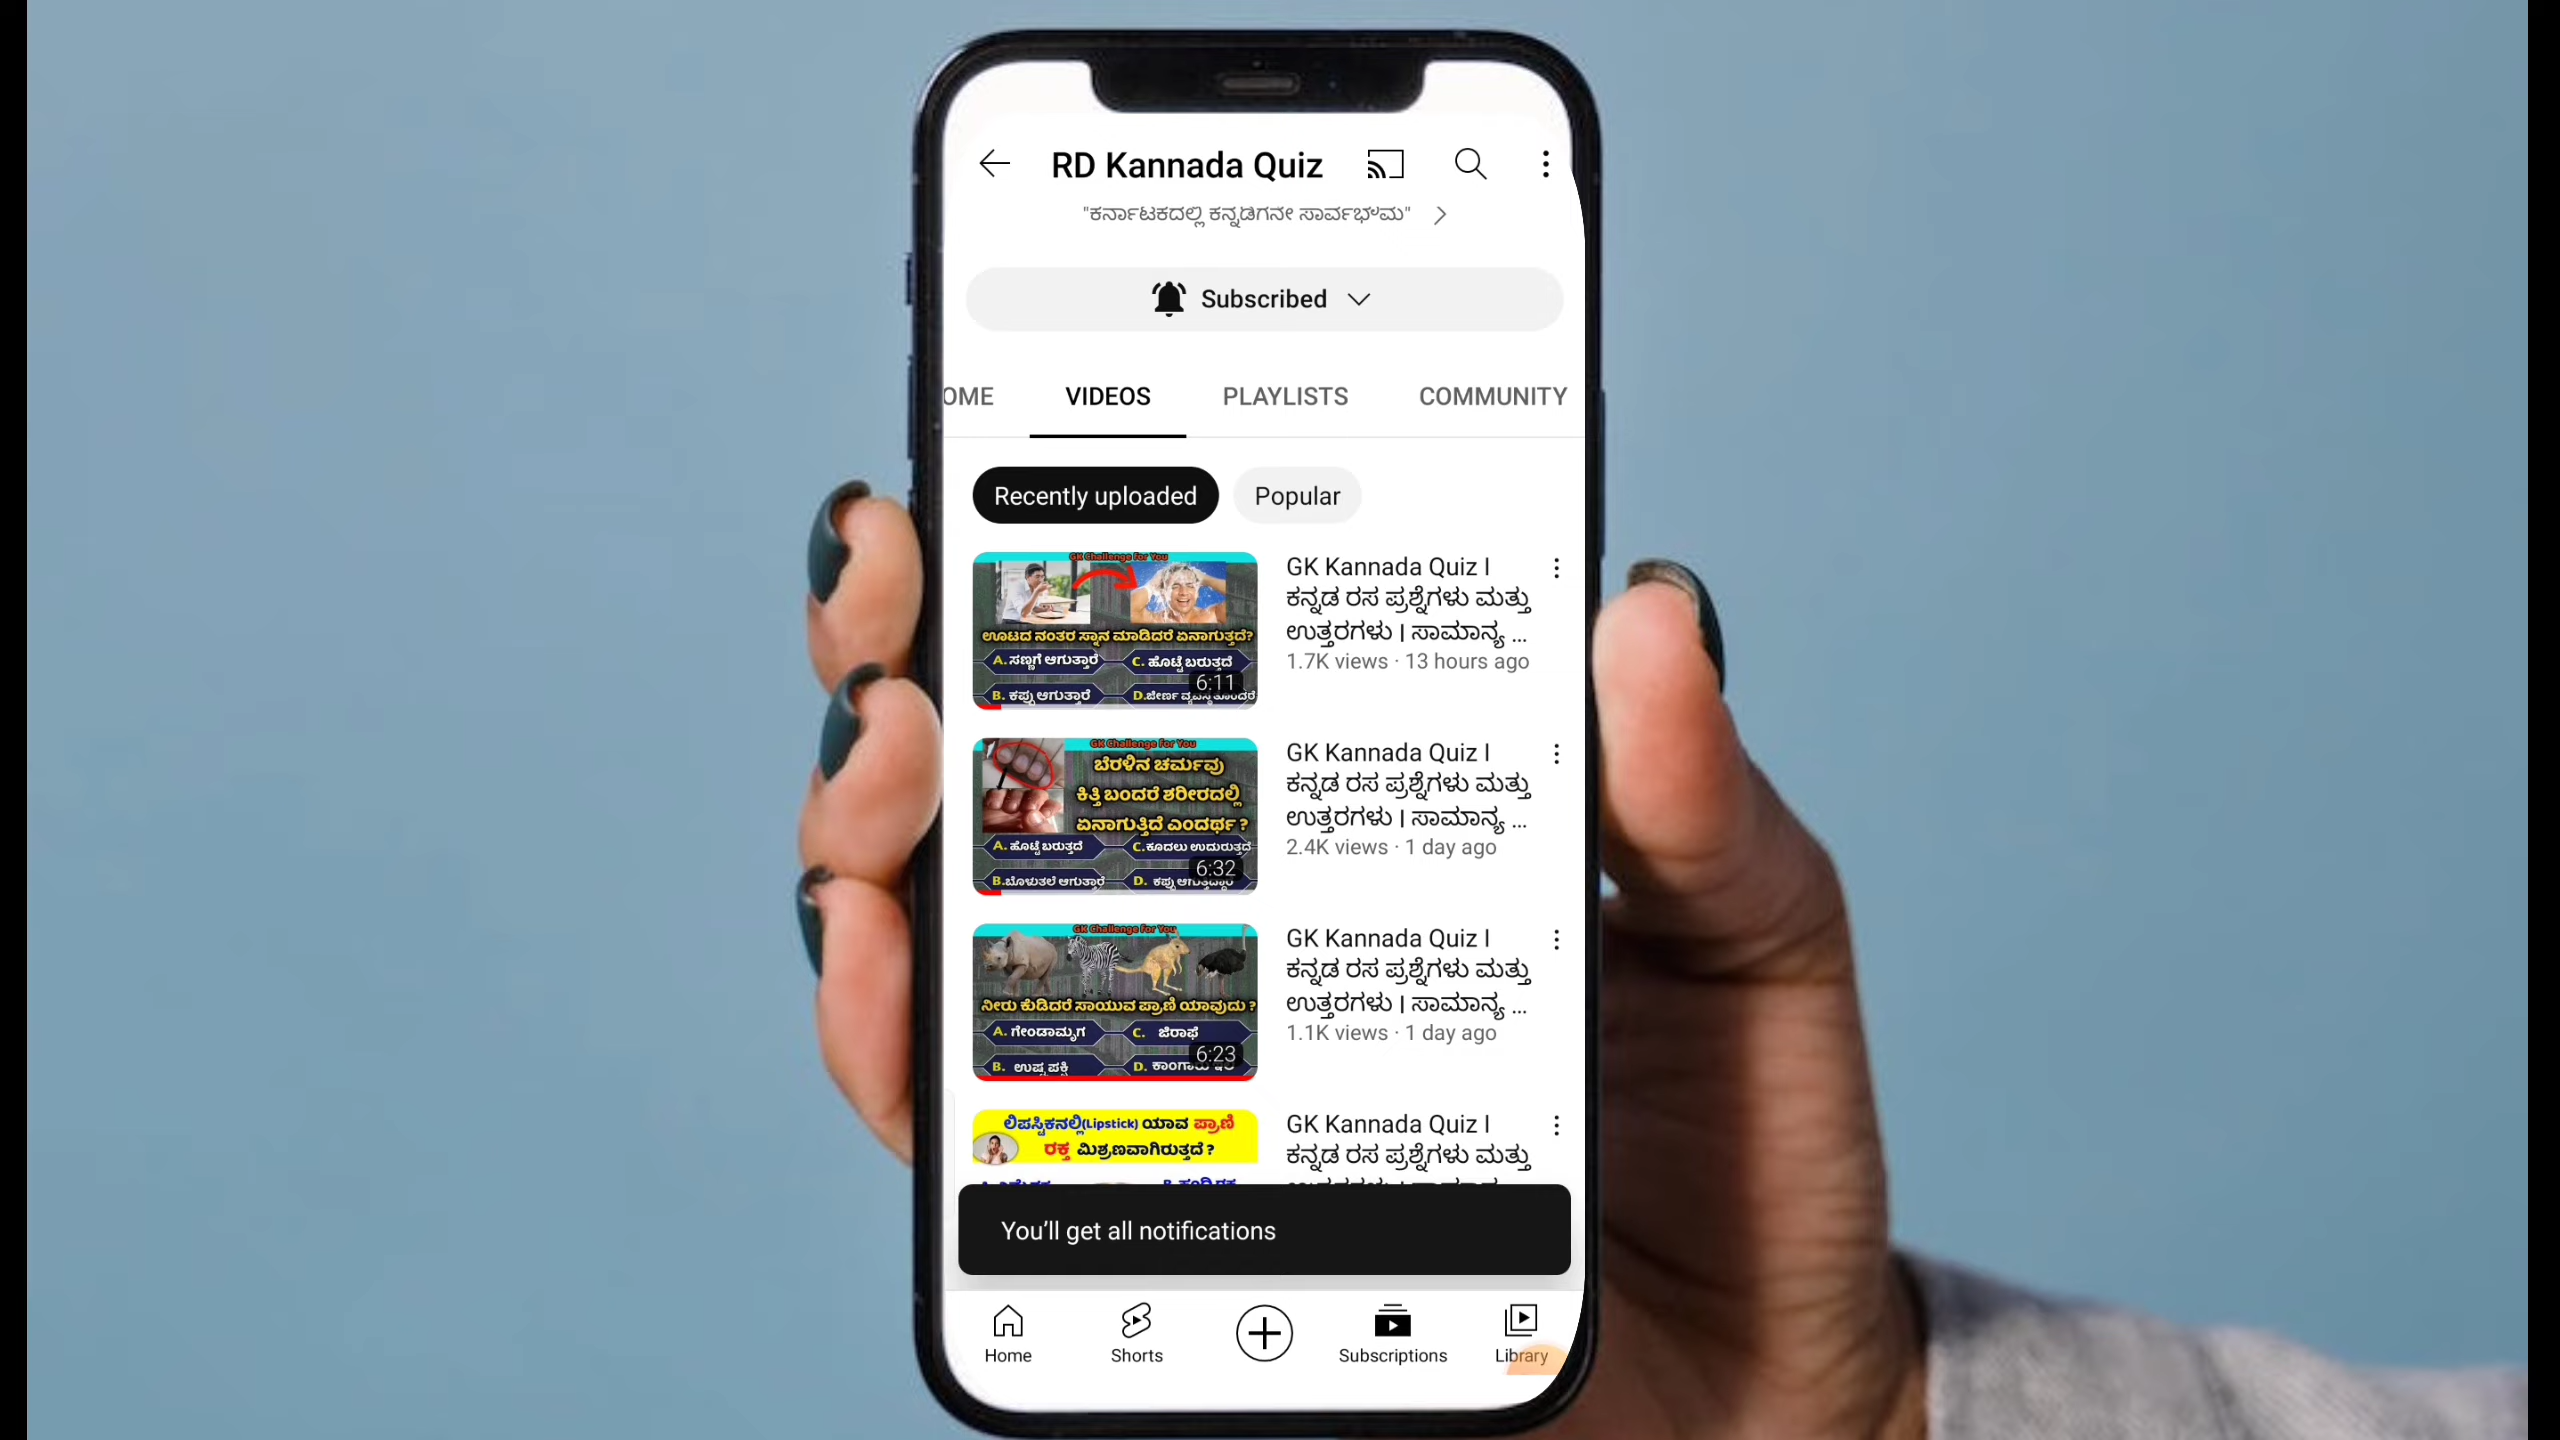 RD Kannada Quiz
"ಕರ್ನಾಟಕದಲ್ಲಿ ಕನ್ನಡಿಗನೇ ಸಾರ್ವಭೌಮ"
Subscribed
OME VIDEOS PLAYLISTS COMMUNITY
Recently uploaded Popular
GK Challenge for You
ಊಟದ ನಂತರ ಸ್ನಾನ ಮಾಡಿದರೆ ಏನಾಗುತ್ತದೆ?
A. ಸಣ್ಣಗೆ ಆಗುತ್ತಾರೆ C. ಹೊಟ್ಟೆ ಬರುತ್ತದೆ
B. ಕಪ್ಪು ಆಗುತ್ತಾರೆ D.ಜೀರ್ಣ
6:11
GK Kannada Quiz I
ಕನ್ನಡ ರಸ ಪ್ರಶ್ನೆಗಳು ಮತ್ತು
ಉತ್ತರಗಳು | ಸಾಮಾನ್ಯ ...
1.7K views · 13 hours ago
GK Challenge for You
ಬೆರಳಿನ ಚರ್ಮವು
ಕಿತ್ತಿ ಬಂದರೆ ಶರೀರದಲ್ಲಿ
ಏನಾಗುತ್ತಿದೆ ಎಂದರ್ಥ ?
A. ಹೊಟ್ಟೆ ಬರುತ್ತದೆ C.ಕೂದಲು ಉದುರುತ್ತದೆ
B.ಬೊಳುತಲೆ ಆಗುತ್ತಾರೆ D. ಕಪ್ಪು
6:32
GK Kannada Quiz I
ಕನ್ನಡ ರಸ ಪ್ರಶ್ನೆಗಳು ಮತ್ತು
ಉತ್ತರಗಳು | ಸಾಮಾನ್ಯ ...
2.4K views · 1 day ago
GK Challenge for You
ನೀರು ಕುಡಿದರೆ ಸಾಯುವ ಪ್ರಾಣಿ ಯಾವುದು ?
A. ಗೇಂಡಾಮೃಗ C. ಜಿರಾಫೆ
B. ಉಷ್ಟ್ರಪಕ್ಷಿ D.
6:23
GK Kannada Quiz I
ಕನ್ನಡ ರಸ ಪ್ರಶ್ನೆಗಳು ಮತ್ತು
ಉತ್ತರಗಳು | ಸಾಮಾನ್ಯ ...
1.1K views · 1 day ago
ಲಿಪಸ್ಟಿಕನಲ್ಲಿ(Lipstick) ಯಾವ ಪ್ರಾಣಿ
ರಕ್ತ ಮಿಶ್ರಣವಾಗಿರುತ್ತದೆ ?
GK Kannada Quiz I
ಕನ್ನಡ ರಸ ಪ್ರಶ್ನೆಗಳು ಮತ್ತು
You'll get all notifications
Home Shorts Subscriptions Library